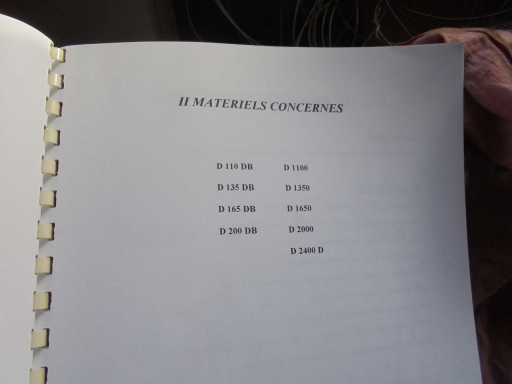 II MATERIELS CONCERNES
D 110 DB D 1100
D 135 DB D 1350
D 165 DB D 1650
D 200 DB D 2000
D 2400 D